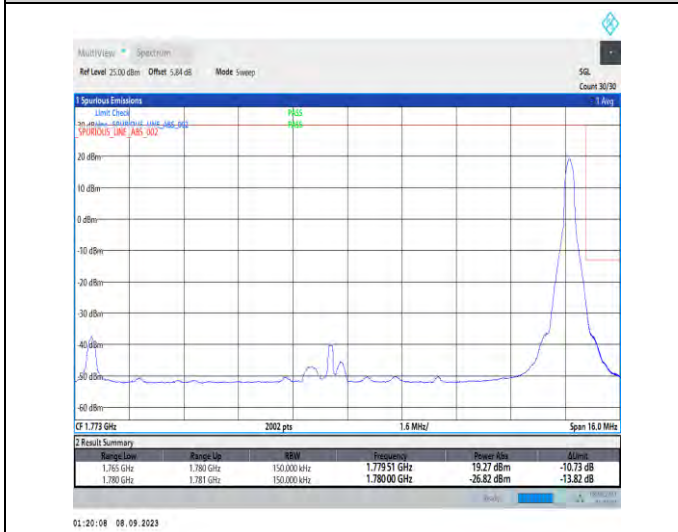 MultiView Spectrum
Ref Level 25.00 dBm Offset 5.84 dB Mode Sweep SGL
Count 30/30
1 Spurious Emissions 1 Avg
Limit Check PASS
SPURIOUS_LINE_ABS_002 PASS
SPURIOUS_LINE_ABS_002
20 dBm
10 dBm
0 dBm
-10 dBm
-20 dBm
-30 dBm
-40 dBm
-50 dBm
-60 dBm
CF 1.773 GHz 2002 pts 1.6 MHz/ Span 16.0 MHz
2 Result Summary
Range Low Range Up RBW Frequency Power Abs ΔLimit
1.765 GHz 1.780 GHz 150.000 kHz 1.77951 GHz 19.27 dBm -10.73 dB
1.780 GHz 1.781 GHz 150.000 kHz 1.78000 GHz -26.82 dBm -13.82 dB
01:20:08 08.09.2023